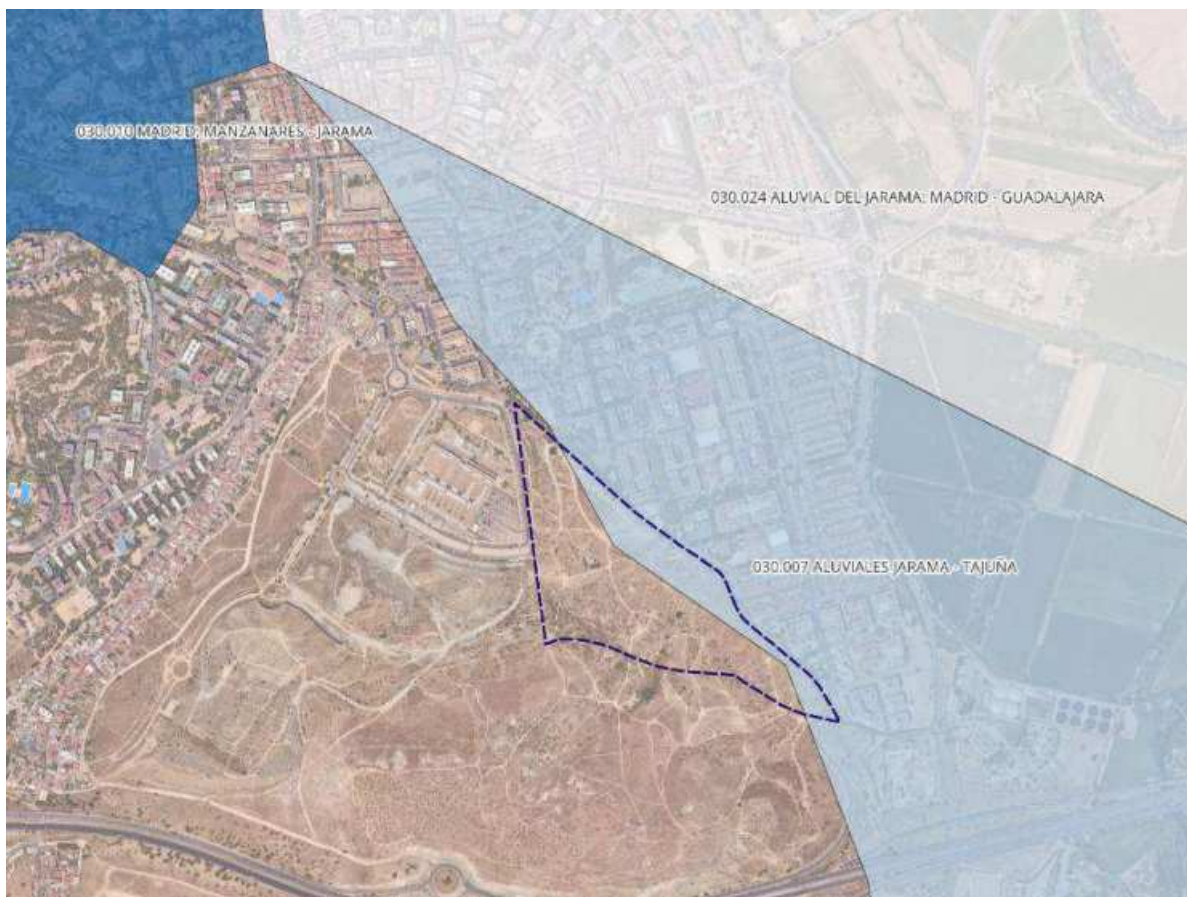 030.010 MADRID: MANZANARES - JARAMA
030.024 ALUVIAL DEL JARAMA: MADRID - GUADALAJARA
030.007 ALUVIALES JARAMA - TAJUÑA